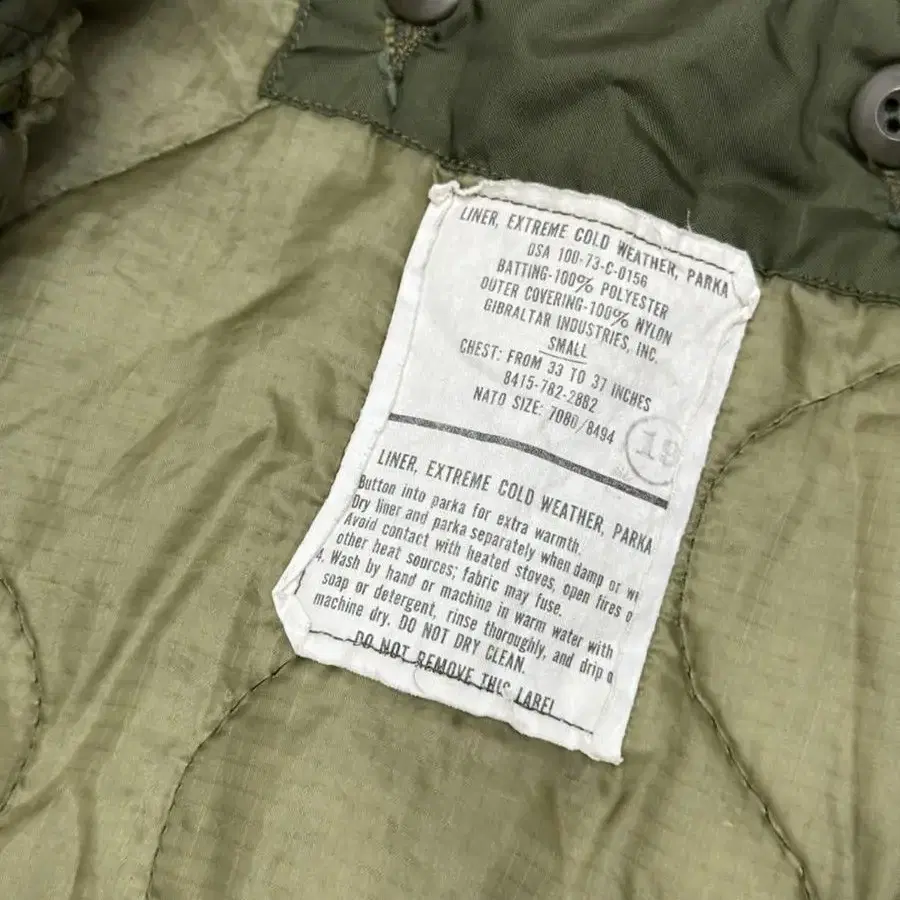 LINER, EXTREME COLD WEATHER, PARKA
DSA 100-73-C-0156
BATTING-100% POLYESTER
OUTER COVERING-100% NYLON
GIBRALTAR INDUSTRIES, INC.
SMALL
CHEST: FROM 33 TO 37 INCHES
8415-782-2882
NATO SIZE: 7080/8494
LINER, EXTREME COLD WEATHER, PARKA
Button into parka for extra warmth.
Dry liner and parka separately when damp or
Avoid contact with heated stoves, open fires
other heat sources; fabric may fuse.
4. Wash by hand or machine in warm water with
soap or detergent, rinse thoroughly, and drip
machine dry. DO NOT DRY CLEAN.
DO NOT REMOVE THIS LABEL